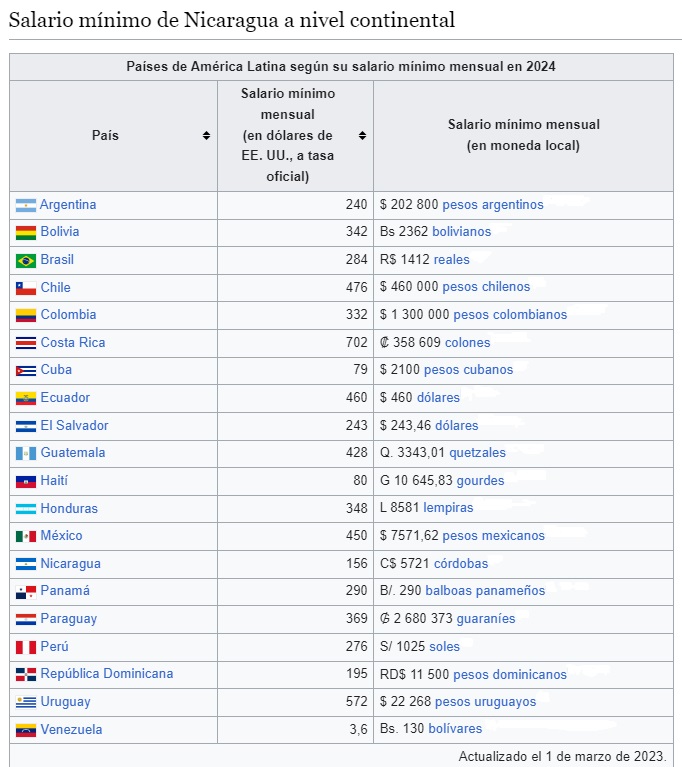 Salario mínimo de Nicaragua a nivel continental
Países de América Latina según su salario mínimo mensual en 2024
País
Salario mínimo
mensual
(en dólares de
EE. UU., a tasa
oficial)
Salario mínimo mensual
(en moneda local)
Argentina 240 $ 202 800 pesos argentinos
Bolivia 342 Bs 2362 bolivianos
Brasil 284 R$ 1412 reales
Chile 476 $ 460 000 pesos chilenos
Colombia 332 $ 1 300 000 pesos colombianos
Costa Rica 702 ₡ 358 609 colones
Cuba 79 $ 2100 pesos cubanos
Ecuador 460 $ 460 dólares
El Salvador 243 $ 243,46 dólares
Guatemala 428 Q. 3343,01 quetzales
Haití 80 G 10 645,83 gourdes
Honduras 348 L 8581 lempiras
México 450 $ 7571,62 pesos mexicanos
Nicaragua 156 C$ 5721 córdobas
Panamá 290 B/. 290 balboas panameños
Paraguay 369 ₲ 2 680 373 guaraníes
Perú 276 S/ 1025 soles
República Dominicana 195 RD$ 11 500 pesos dominicanos
Uruguay 572 $ 22 268 pesos uruguayos
Venezuela 3,6 Bs. 130 bolívares
Actualizado el 1 de marzo de 2023.